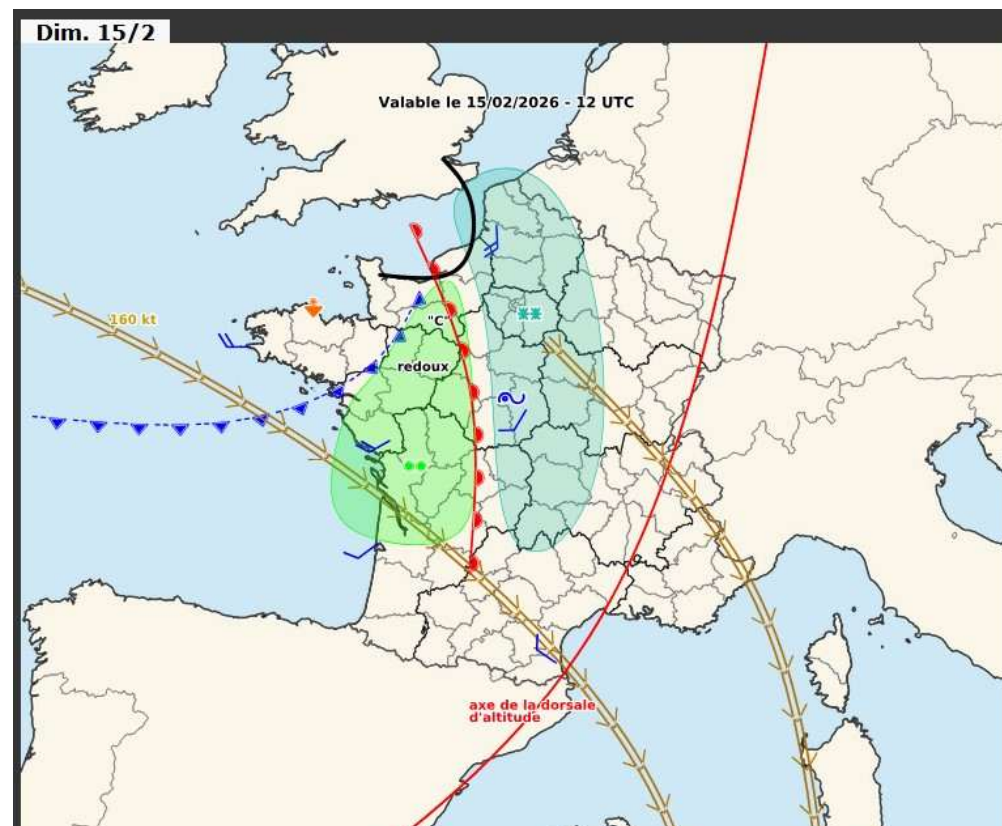 Dim. 15/2
Valable le 15/02/2026 - 12 UTC
160 kt
"C"
redoux
axe de la dorsale
d'altitude